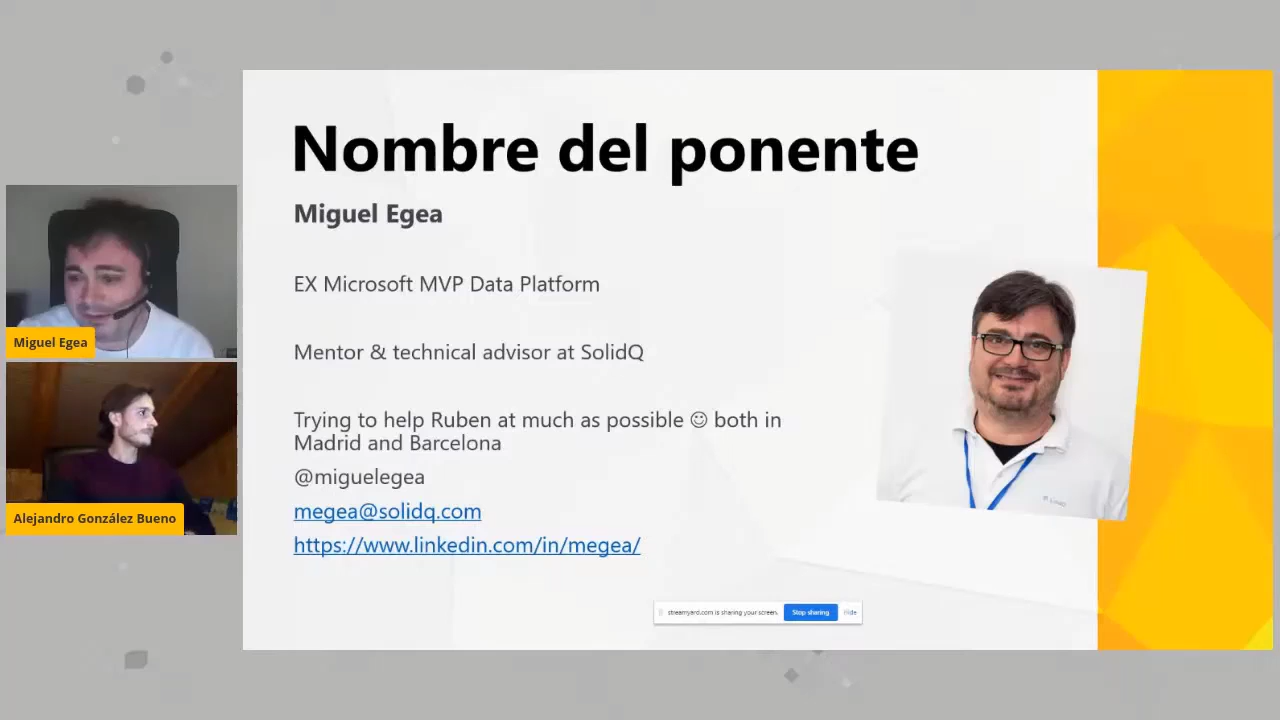 Nombre del ponente
Miguel Egea
EX Microsoft MVP Data Platform
Mentor & technical advisor at SolidQ
Trying to help Ruben at much as possible ☺ both in
Madrid and Barcelona
@miguelegea
megea@solidq.com
https://www.linkedin.com/in/megea/
Miguel Egea
Alejandro González Bueno
streamyard.com is sharing your screen.
Stop sharing
Hide